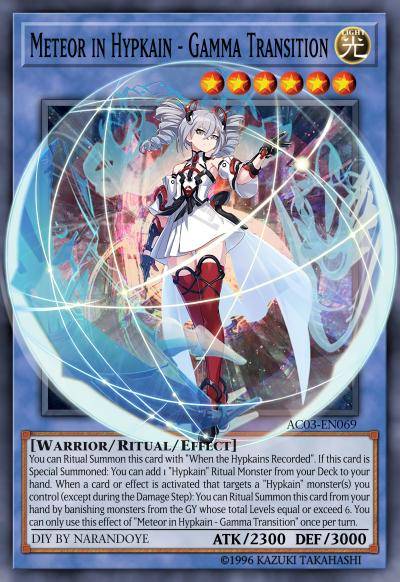 Meteor in Hypkain - Gamma Transition
LIGHT
光
AC03-EN069
[Warrior/Ritual/Effect]
You can Ritual Summon this card with "When the Hypkains Recorded". If this card is
Special Summoned: You can add 1 "Hypkain" Ritual Monster from your Deck to your
hand. When a card or effect is activated that targets a "Hypkain" monster(s) you
control (except during the Damage Step): You can Ritual Summon this card from your
hand by banishing monsters from the GY whose total Levels equal or exceed 6. You can
only use this effect of "Meteor in Hypkain - Gamma Transition" once per turn.
DIY BY NARANDOYE
ATK/2300 DEF/3000
©1996 KAZUKI TAKAHASHI